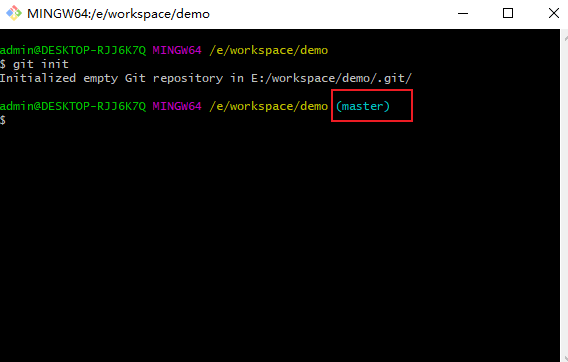 MINGW64:/e/workspace/demo
admin@DESKTOP-RJJ6K7Q MINGW64 /e/workspace/demo
$ git init
Initialized empty Git repository in E:/workspace/demo/.git/
admin@DESKTOP-RJJ6K7Q MINGW64 /e/workspace/demo (master)
$